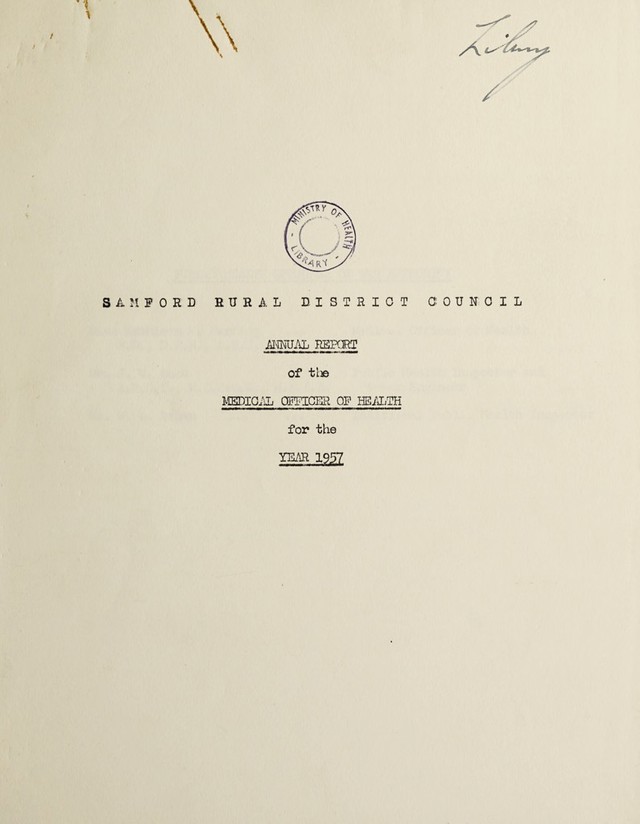 Library
MINISTRY OF HEALTH
- LIBRARY -
SAMFORD RURAL DISTRICT COUNCIL
ANNUAL REPORT
of the
MEDICAL OFFICER OF HEALTH
for the
YEAR 1957